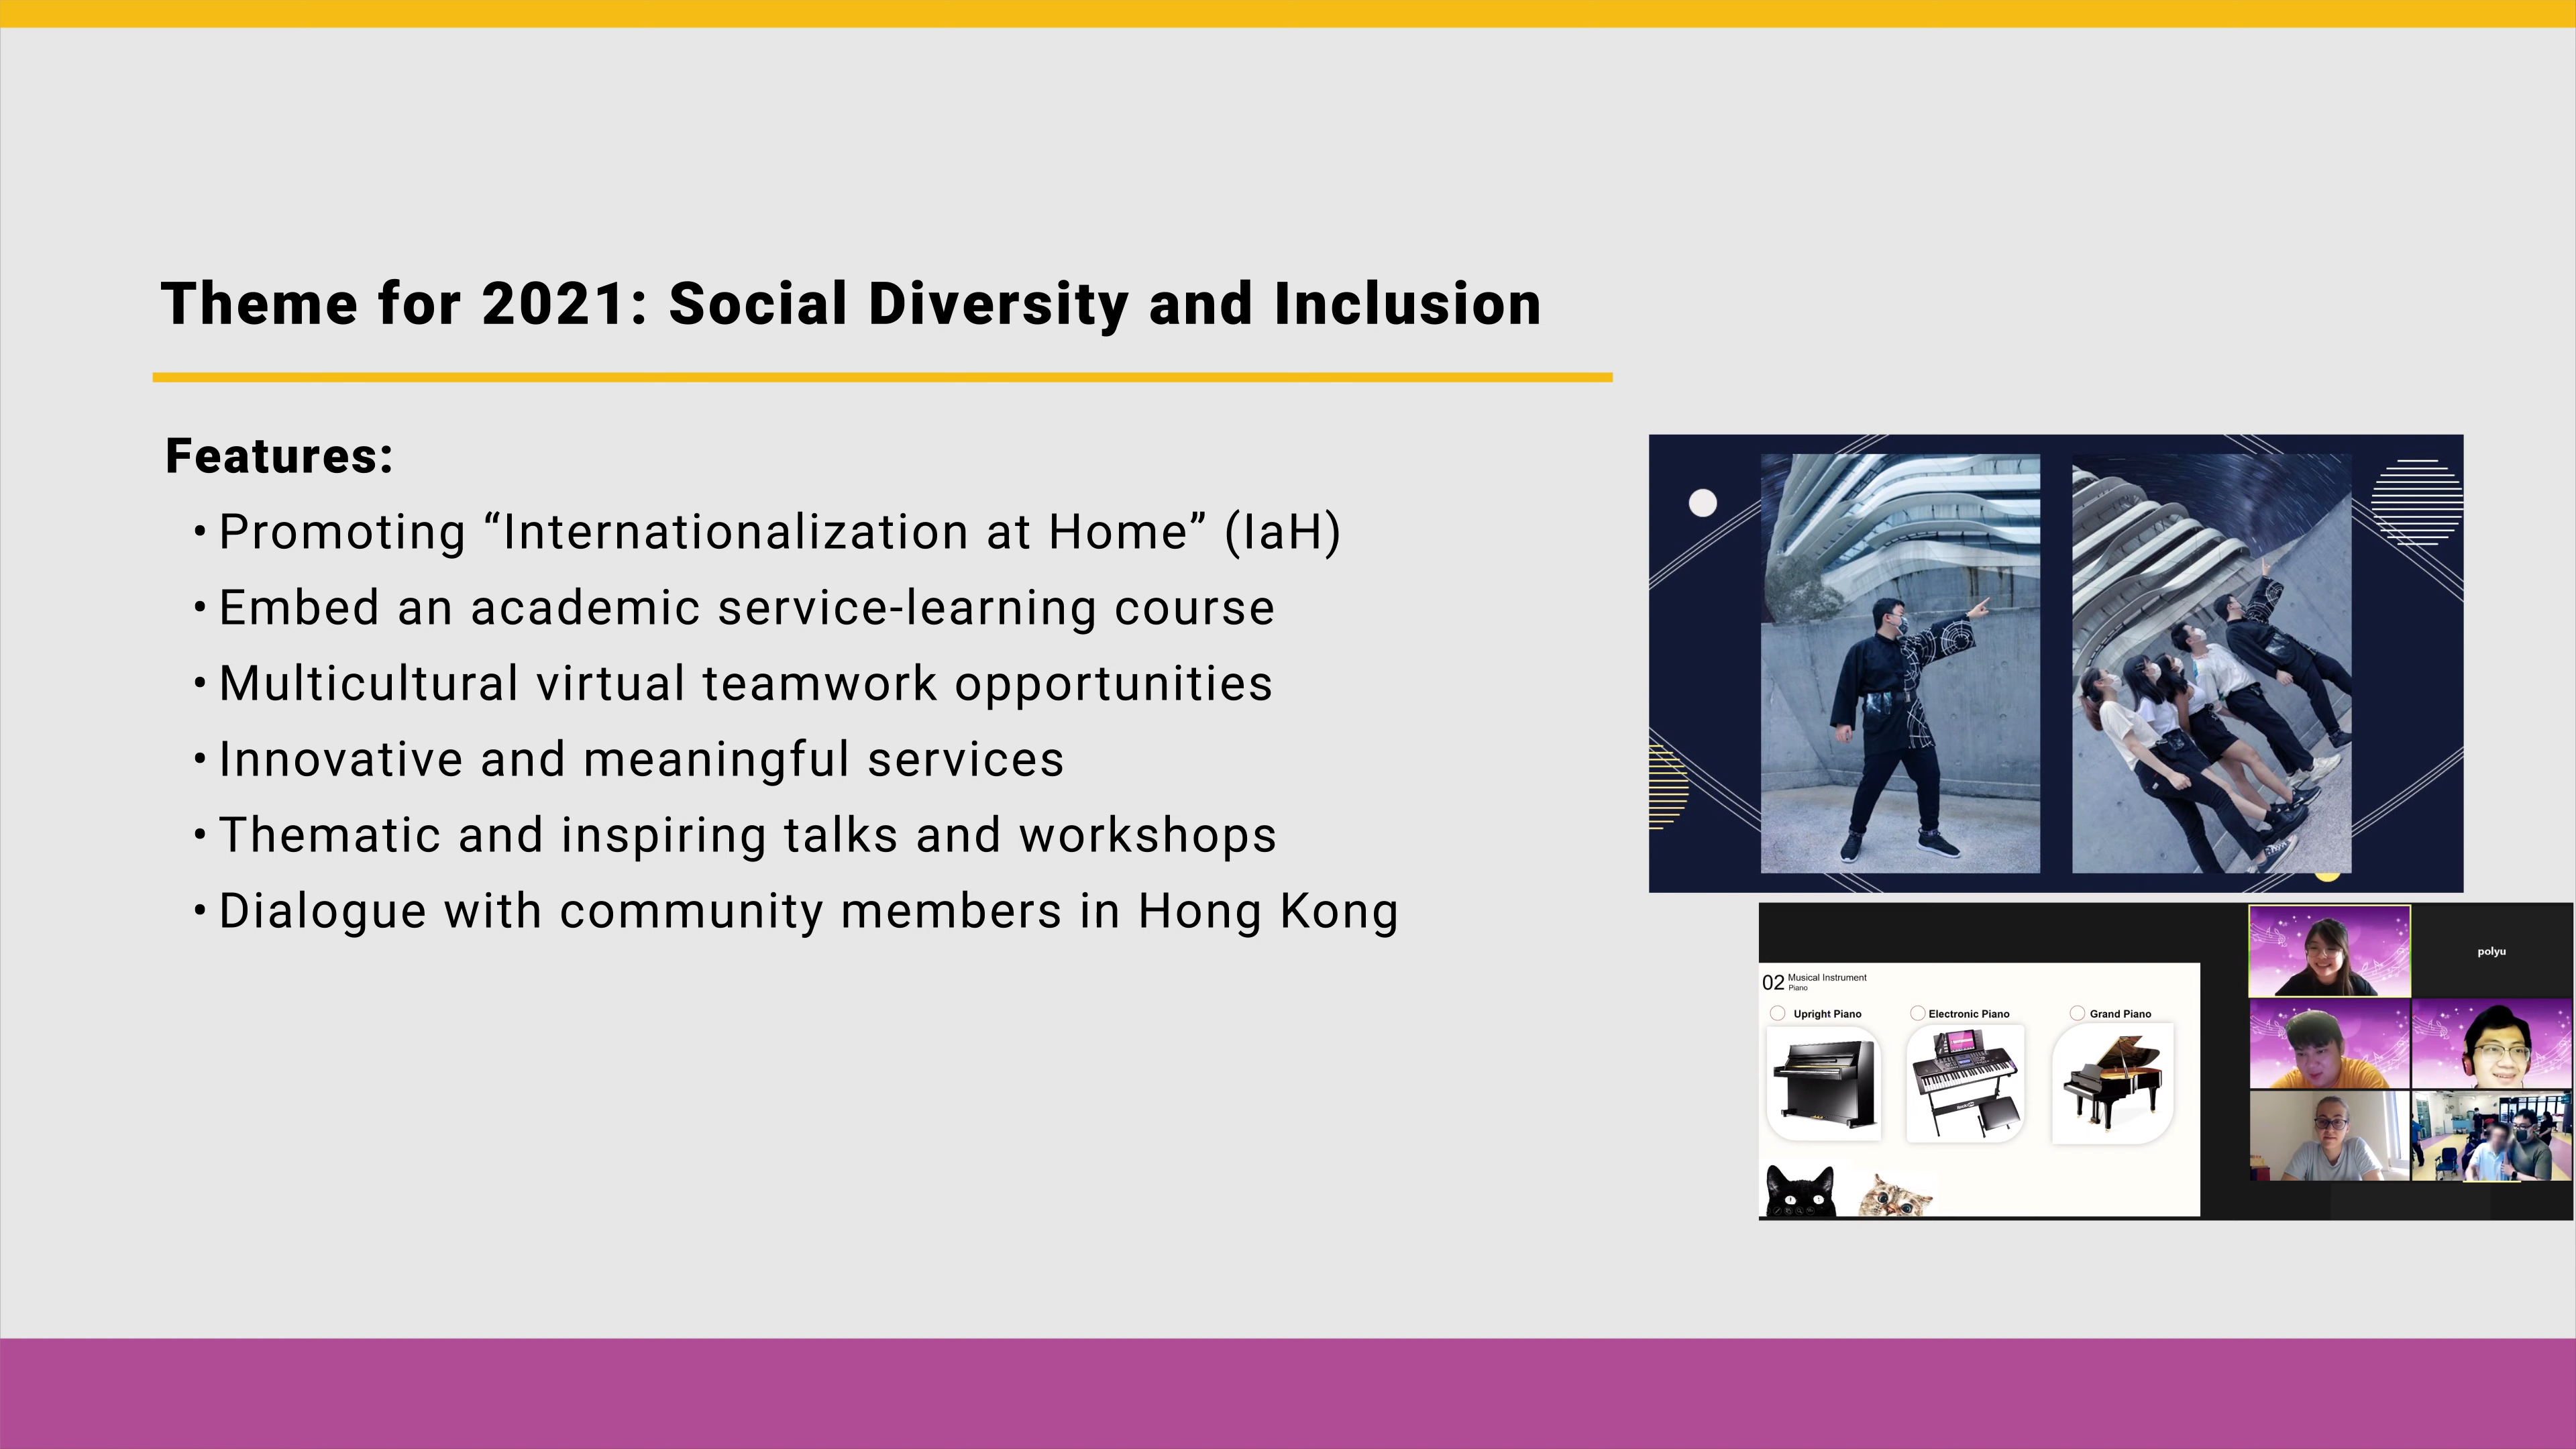 Theme for 2021: Social Diversity and Inclusion
Features:
• Promoting “Internationalization at Home” (IaH)
• Embed an academic service-learning course
• Multicultural virtual teamwork opportunities
• Innovative and meaningful services
• Thematic and inspiring talks and workshops
• Dialogue with community members in Hong Kong
polyu
02 Musical Instrument
Piano
Upright Piano
Electronic Piano
Grand Piano